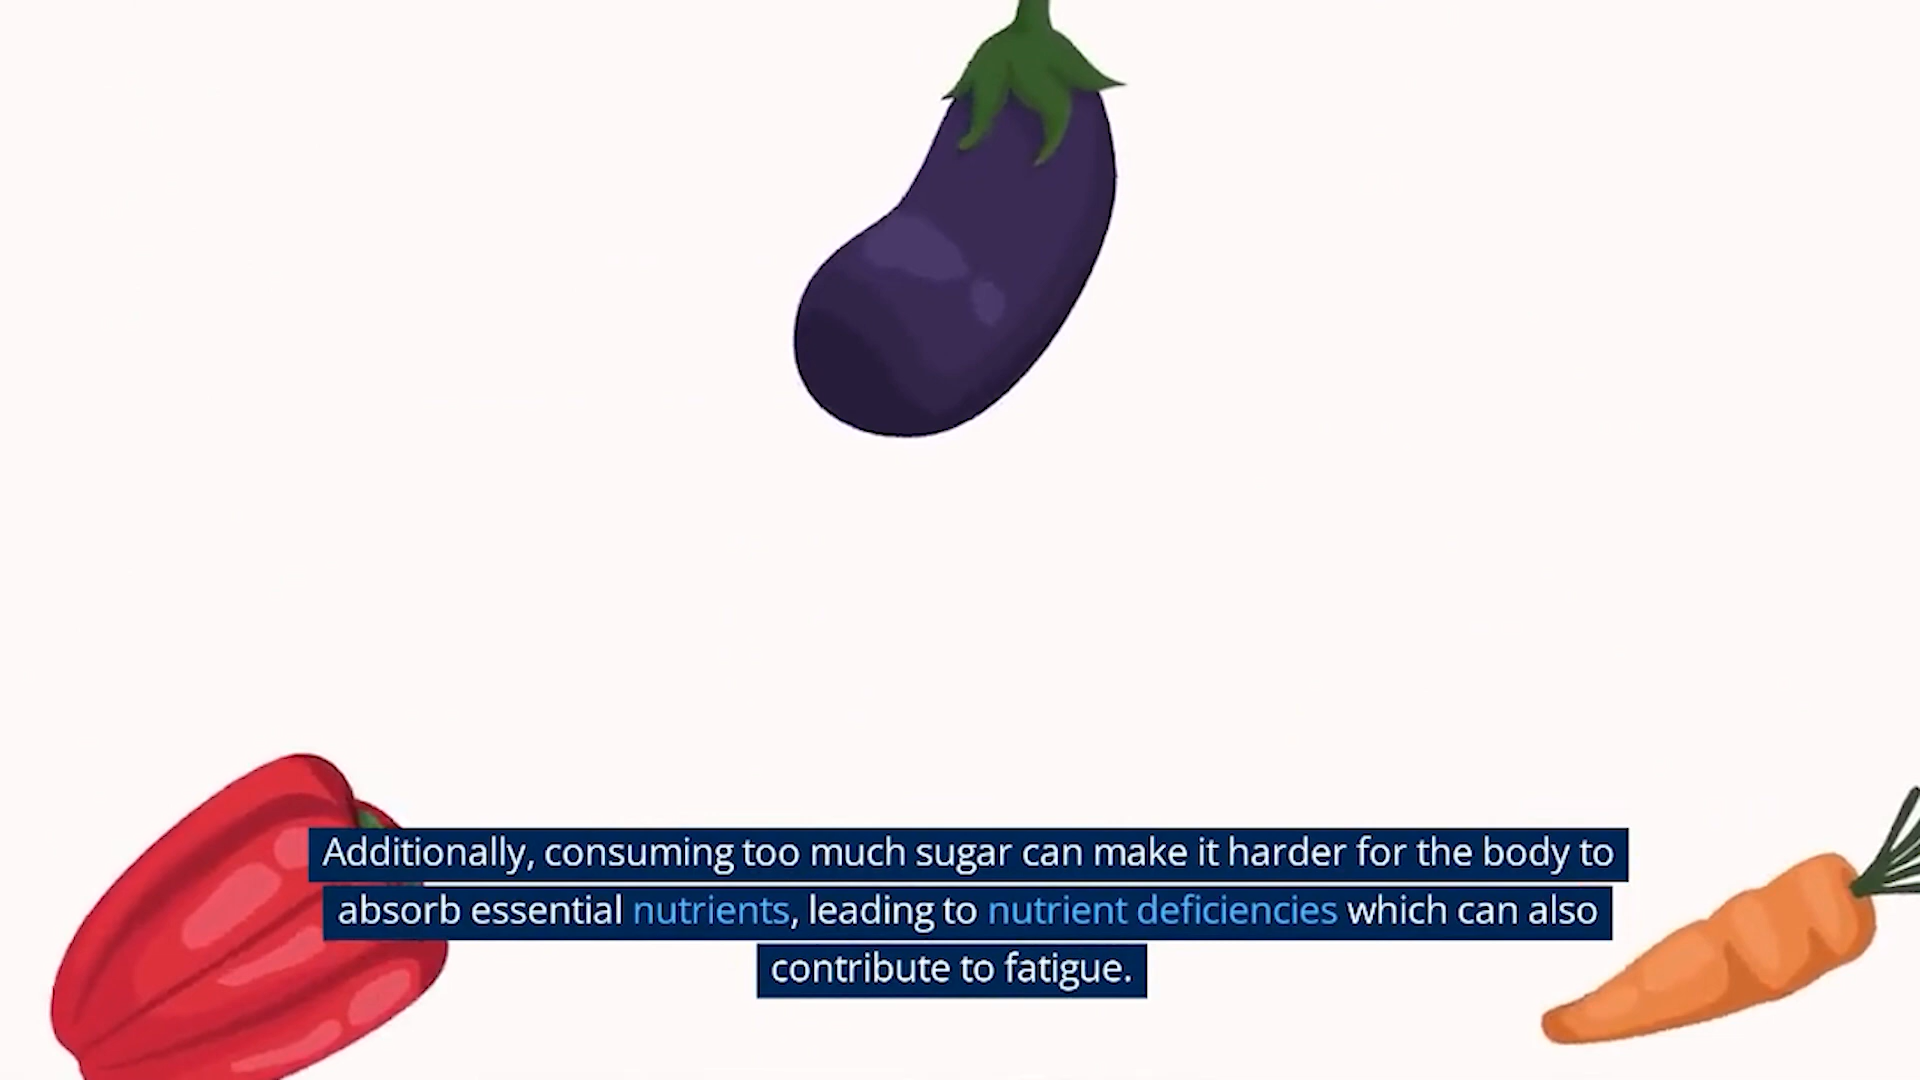 Additionally, consuming too much sugar can make it harder for the body to
absorb essential nutrients, leading to nutrient deficiencies which can also
contribute to fatigue.